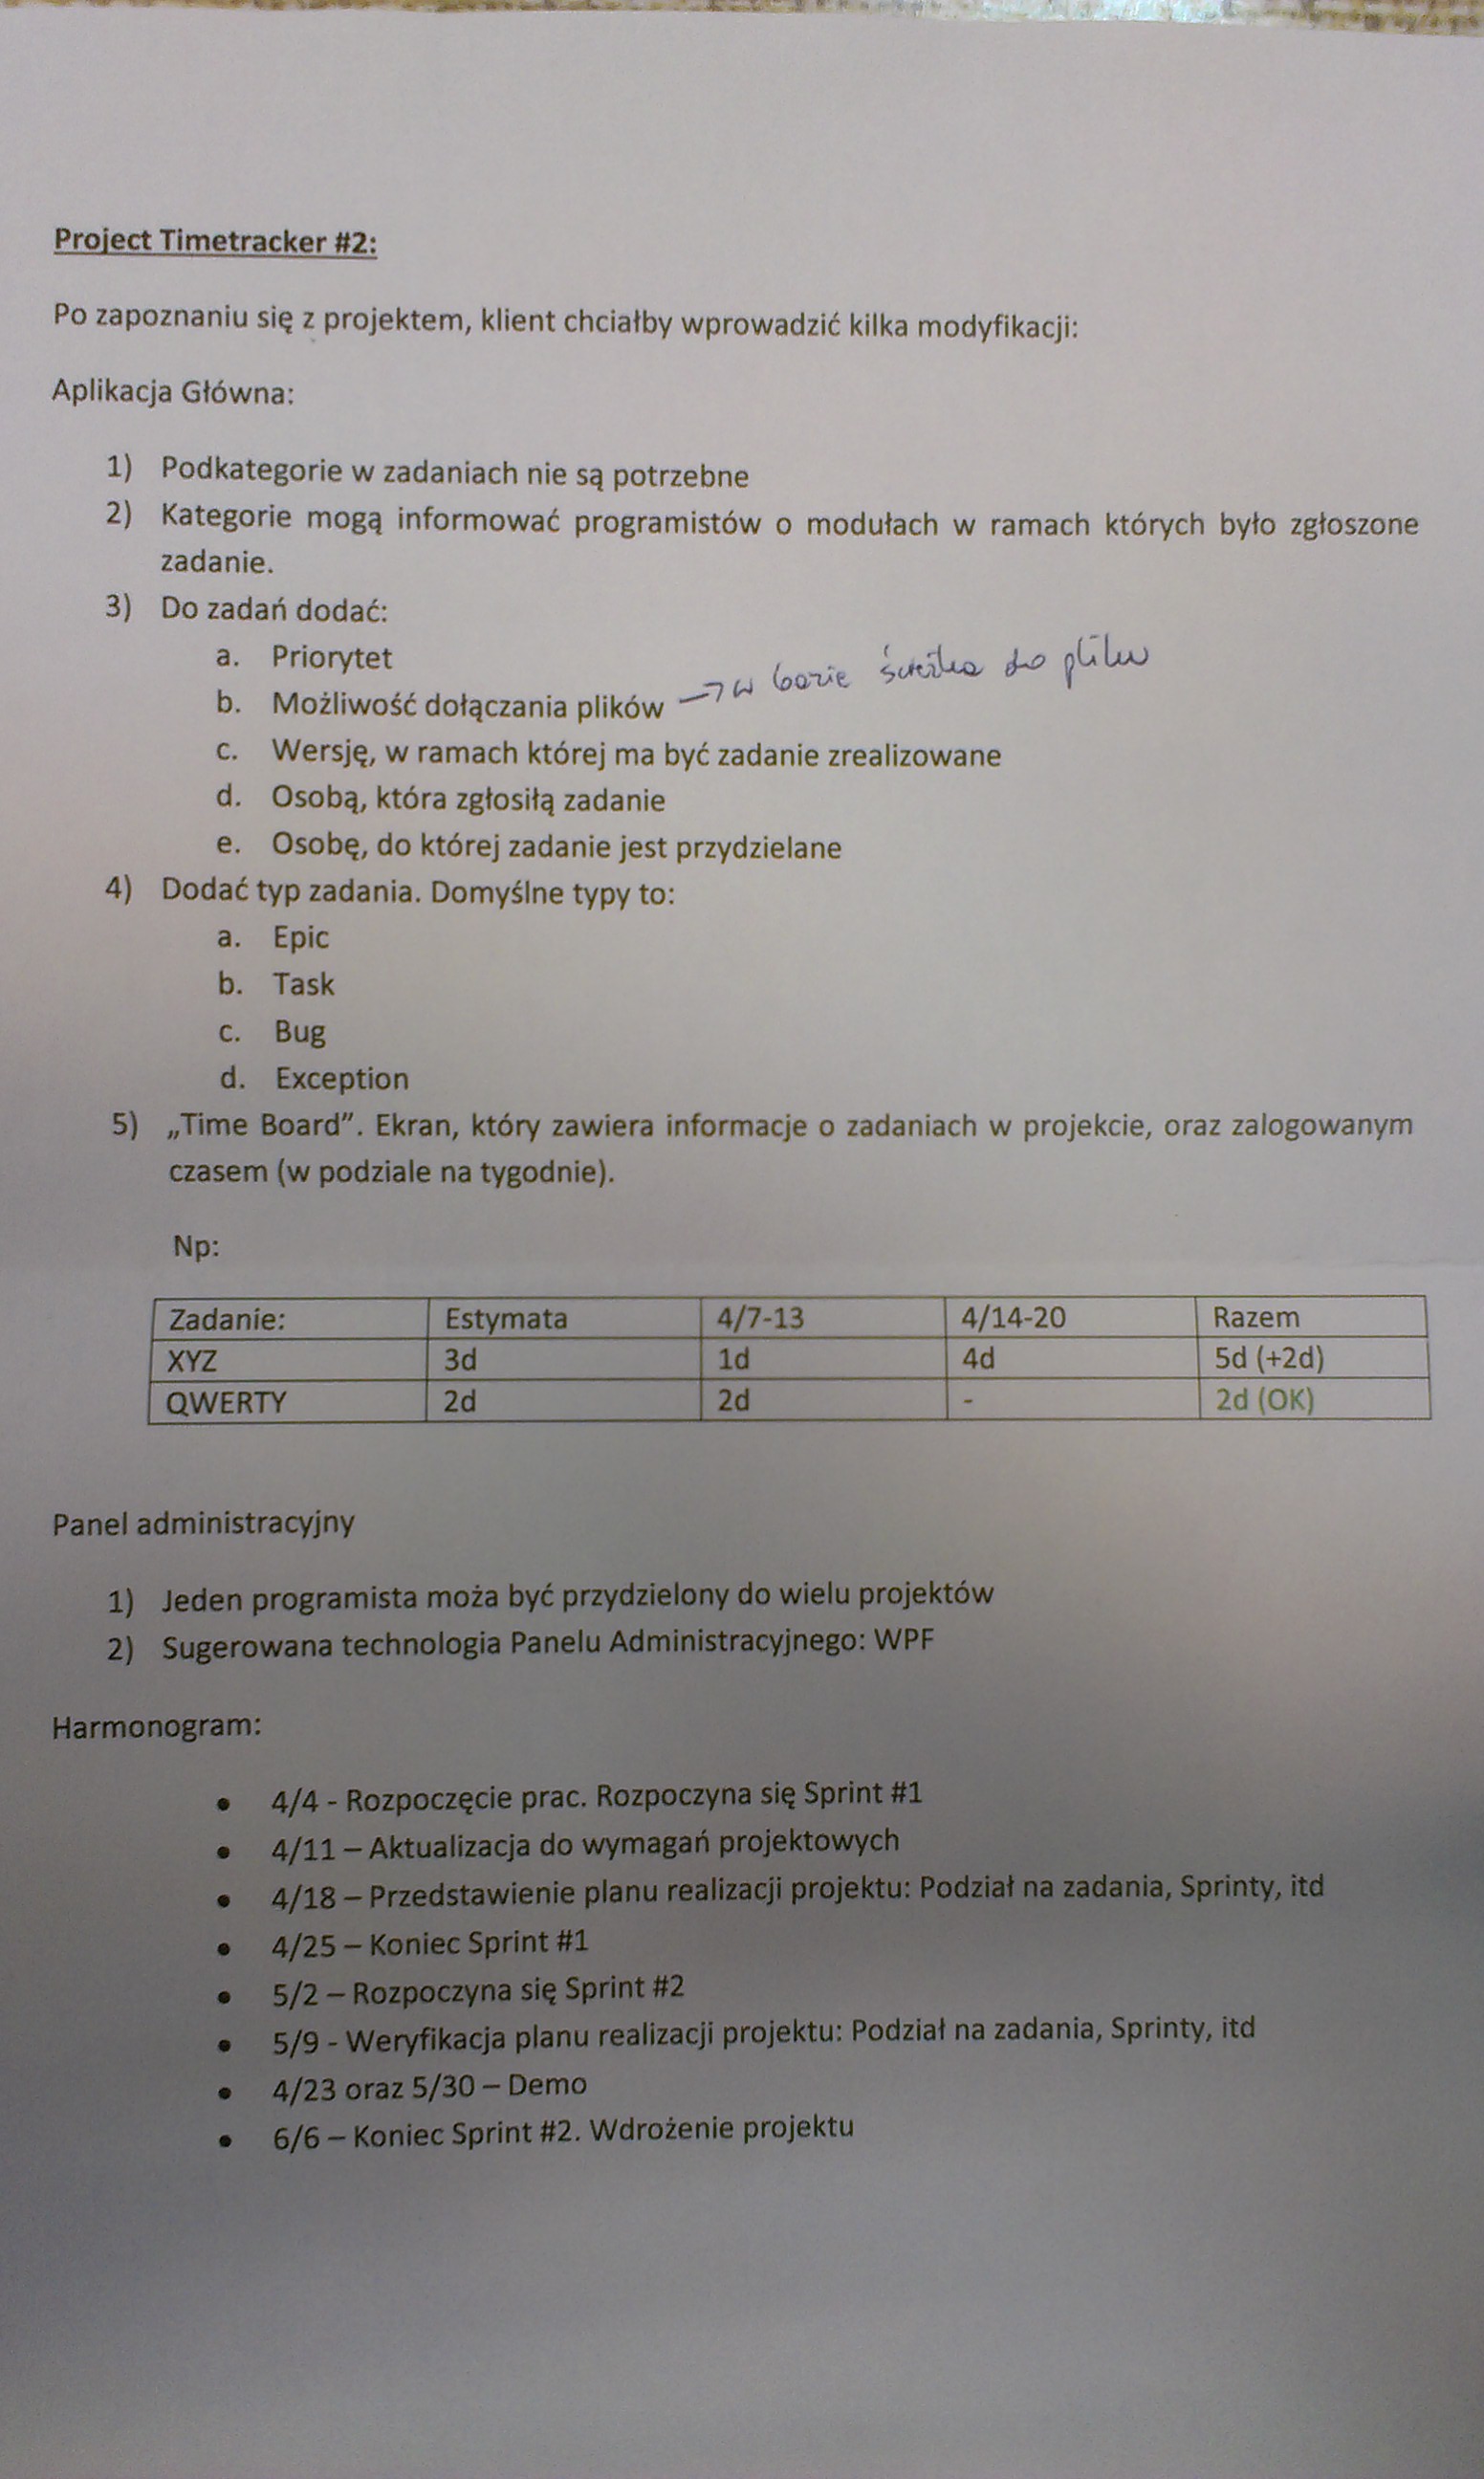 Project Timetracker #2:
Po zapoznaniu się z projektem, klient chciałby wprowadzić kilka modyfikacji:
Aplikacja Główna:
1) Podkategorie w zadaniach nie są potrzebne
2) Kategorie mogą informować programistów o modułach w ramach których było zgłoszone
zadanie.
3) Do zadań dodać:
a. Priorytet
b. Możliwość dołączania plików → w bazie ścieżka do pliku
c. Wersję, w ramach której ma być zadanie zrealizowane
d. Osobą, która zgłosiłą zadanie
e. Osobę, do której zadanie jest przydzielane
4) Dodać typ zadania. Domyślne typy to:
a. Epic
b. Task
c. Bug
d. Exception
5) „Time Board”. Ekran, który zawiera informacje o zadaniach w projekcie, oraz zalogowanym
czasem (w podziale na tygodnie).
Np:
Zadanie: Estymata 4/7-13 4/14-20 Razem
XYZ 3d 1d 4d 5d (+2d)
QWERTY 2d 2d - 2d (OK)
Panel administracyjny
1) Jeden programista moża być przydzielony do wielu projektów
2) Sugerowana technologia Panelu Administracyjnego: WPF
Harmonogram:
• 4/4 - Rozpoczęcie prac. Rozpoczyna się Sprint #1
• 4/11 – Aktualizacja do wymagań projektowych
• 4/18 – Przedstawienie planu realizacji projektu: Podział na zadania, Sprinty, itd
• 4/25 – Koniec Sprint #1
• 5/2 – Rozpoczyna się Sprint #2
• 5/9 - Weryfikacja planu realizacji projektu: Podział na zadania, Sprinty, itd
• 4/23 oraz 5/30 – Demo
• 6/6 – Koniec Sprint #2. Wdrożenie projektu